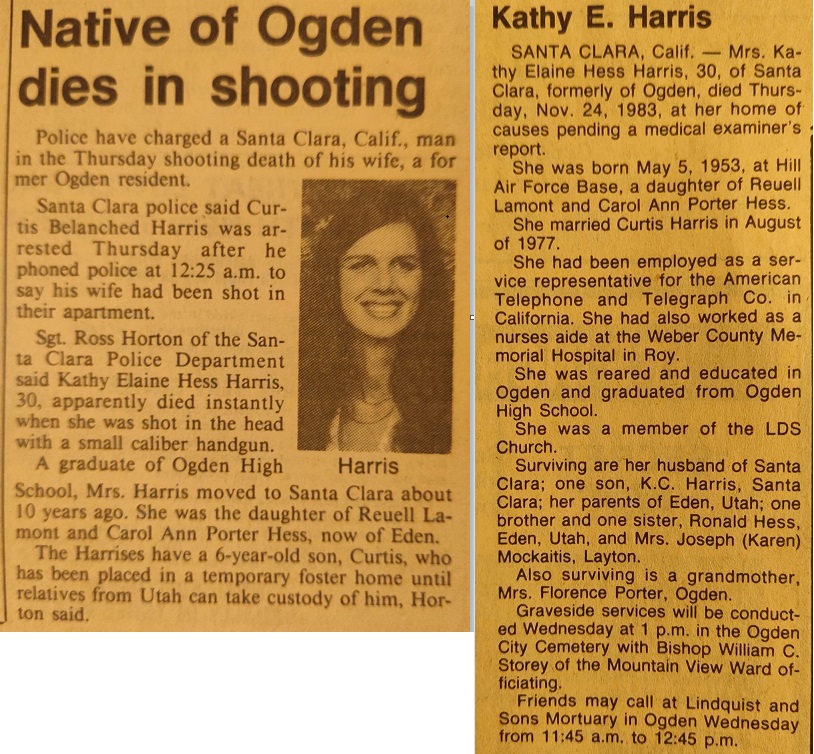 Native of Ogden
dies in shooting
Police have charged a Santa Clara, Calif., man
in the Thursday shooting death of his wife, a for
mer Ogden resident.
Santa Clara police said Cur-
tis Belanched Harris was ar-
rested Thursday after he
phoned police at 12:25 a.m. to
say his wife had been shot in
their apartment.
Sgt. Ross Horton of the San-
ta Clara Police Department
said Kathy Elaine Hess Harris,
30, apparently died instantly
when she was shot in the head
with a small caliber handgun.
A graduate of Ogden High
Harris
School, Mrs. Harris moved to Santa Clara about
10 years ago. She was the daughter of Reuell La-
mont and Carol Ann Porter Hess, now of Eden.
The Harrises have a 6-year-old son, Curtis, who
has been placed in a temporary foster home until
relatives from Utah can take custody of him, Hor-
ton said.
Kathy E. Harris
SANTA CLARA, Calif. — Mrs. Ka-
thy Elaine Hess Harris, 30, of Santa
Clara, formerly of Ogden, died Thurs-
day, Nov. 24, 1983, at her home of
causes pending a medical examiner's
report.
She was born May 5, 1953, at Hill
Air Force Base, a daughter of Reuell
Lamont and Carol Ann Porter Hess.
She married Curtis Harris in August
of 1977.
She had been employed as a ser-
vice representative for the American
Telephone and Telegraph Co. in
California. She had also worked as a
nurses aide at the Weber County Me-
morial Hospital in Roy.
She was reared and educated in
Ogden and graduated from Ogden
High School.
She was a member of the LDS
Church.
Surviving are her husband of Santa
Clara; one son, K.C. Harris, Santa
Clara; her parents of Eden, Utah; one
brother and one sister, Ronald Hess,
Eden, Utah, and Mrs. Joseph (Karen)
Mockaitis, Layton.
Also surviving is a grandmother,
Mrs. Florence Porter, Ogden.
Graveside services will be conduct-
ed Wednesday at 1 p.m. in the Ogden
City Cemetery with Bishop William C.
Storey of the Mountain View Ward of-
ficiating.
Friends may call at Lindquist and
Sons Mortuary in Ogden Wednesday
from 11:45 a.m. to 12:45 p.m.